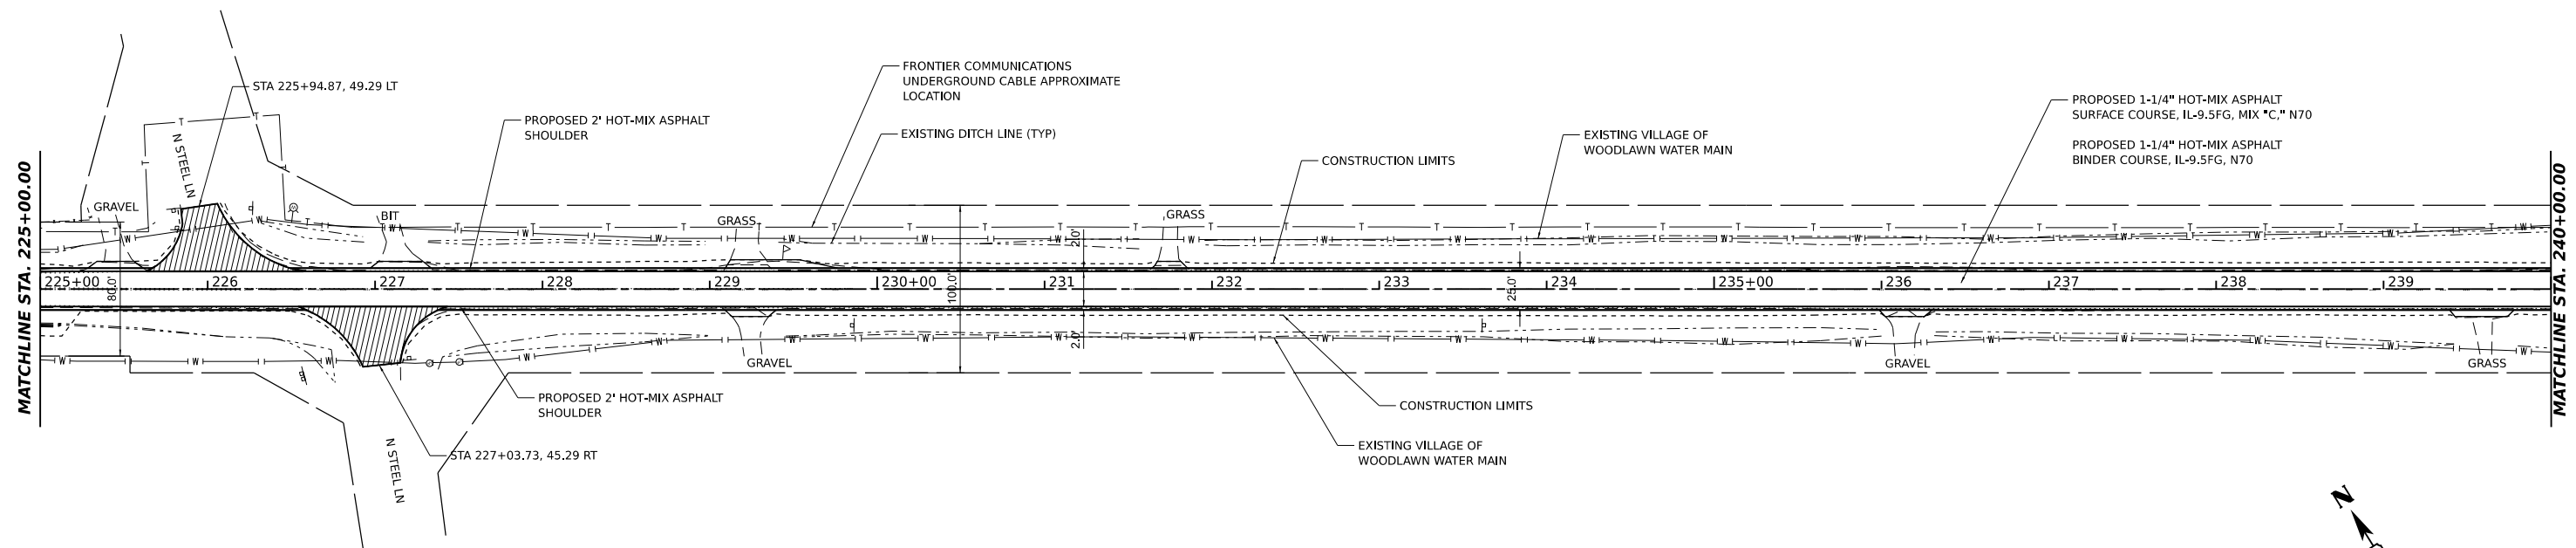 STA 225+94.87, 49.29 LT
PROPOSED 2' HOT-MIX ASPHALT
SHOULDER
FRONTIER COMMUNICATIONS
UNDERGROUND CABLE APPROXIMATE
LOCATION
EXISTING DITCH LINE (TYP)
CONSTRUCTION LIMITS
EXISTING VILLAGE OF
WOODLAWN WATER MAIN
PROPOSED 1-1/4" HOT-MIX ASPHALT
SURFACE COURSE, IL-9.5FG, MIX "C," N70
PROPOSED 1-1/4" HOT-MIX ASPHALT
BINDER COURSE, IL-9.5FG, N70
MATCHLINE STA. 225+00.00
N STEEL LN
GRAVEL
BIT
GRASS
GRASS
2.0'
225+00
226
227
228
229
230+00
231
232
233
234
235+00
236
237
238
239
80.0'
100.0'
25.0'
2.0'
MATCHLINE STA. 240+00.00
GRAVEL
GRAVEL
GRASS
PROPOSED 2' HOT-MIX ASPHALT
SHOULDER
CONSTRUCTION LIMITS
STA 227+03.73, 45.29 RT
EXISTING VILLAGE OF
WOODLAWN WATER MAIN
N STEEL LN
N